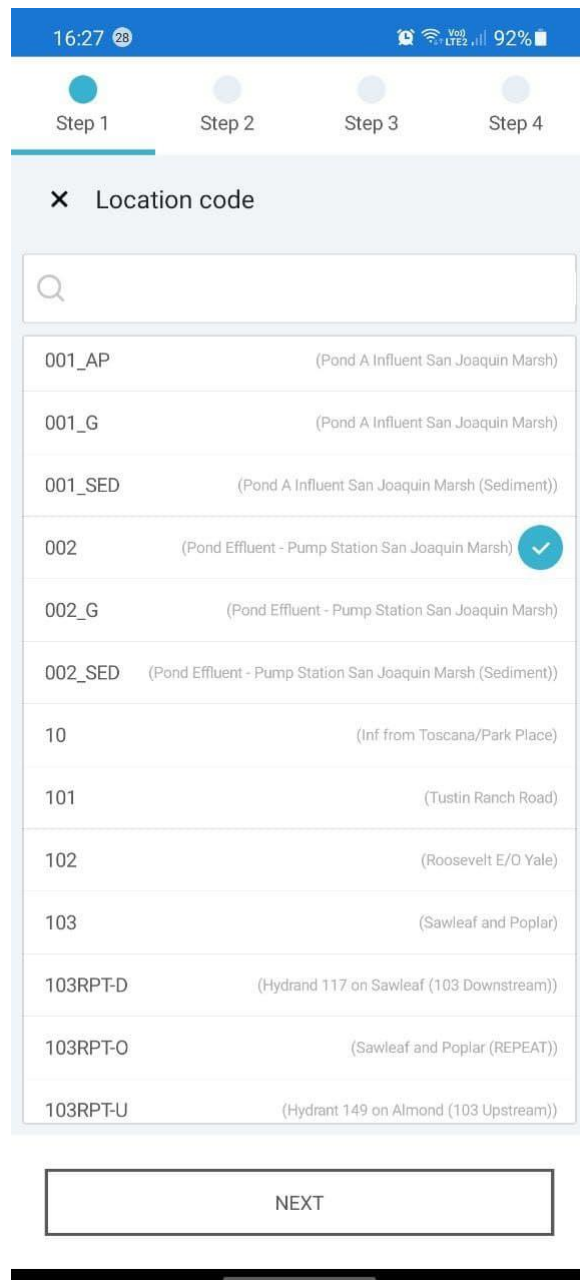 16:27 28 Vo)) LTE2 92%
Step 1 Step 2 Step 3 Step 4
Location code
001_AP (Pond A Influent San Joaquin Marsh)
001_G (Pond A Influent San Joaquin Marsh)
001_SED (Pond A Influent San Joaquin Marsh (Sediment))
002 (Pond Effluent - Pump Station San Joaquin Marsh)
002_G (Pond Effluent - Pump Station San Joaquin Marsh)
002_SED (Pond Effluent - Pump Station San Joaquin Marsh (Sediment))
10 (Inf from Toscana/Park Place)
101 (Tustin Ranch Road)
102 (Roosevelt E/O Yale)
103 (Sawleaf and Poplar)
103RPT-D (Hydrand 117 on Sawleaf (103 Downstream))
103RPT-O (Sawleaf and Poplar (REPEAT))
103RPT-U (Hydrant 149 on Almond (103 Upstream))
NEXT